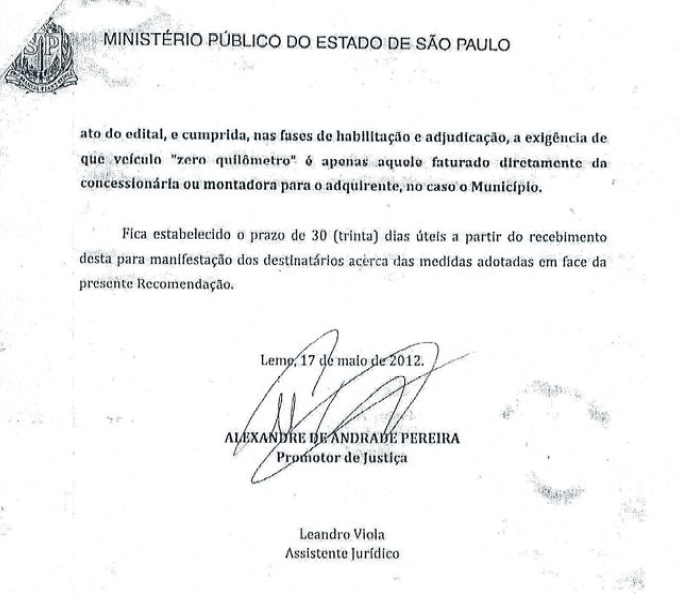 MINISTÉRIO PÚBLICO DO ESTADO DE SÃO PAULO
ato do edital, e cumprida, nas fases de habilitação e adjudicação, a exigência de
que veículo "zero quilômetro" é apenas aquele faturado diretamente da
concessionária ou montadora para o adquirente, no caso o Município.
Fica estabelecido o prazo de 30 (trinta) dias úteis a partir do recebimento
desta para manifestação dos destinatários acerca das medidas adotadas em face da
presente Recomendação.
Leme, 17 de maio de 2012.
ALEXANDRE DE ANDRADE PEREIRA
Promotor de Justiça
Leandro Viola
Assistente Jurídico